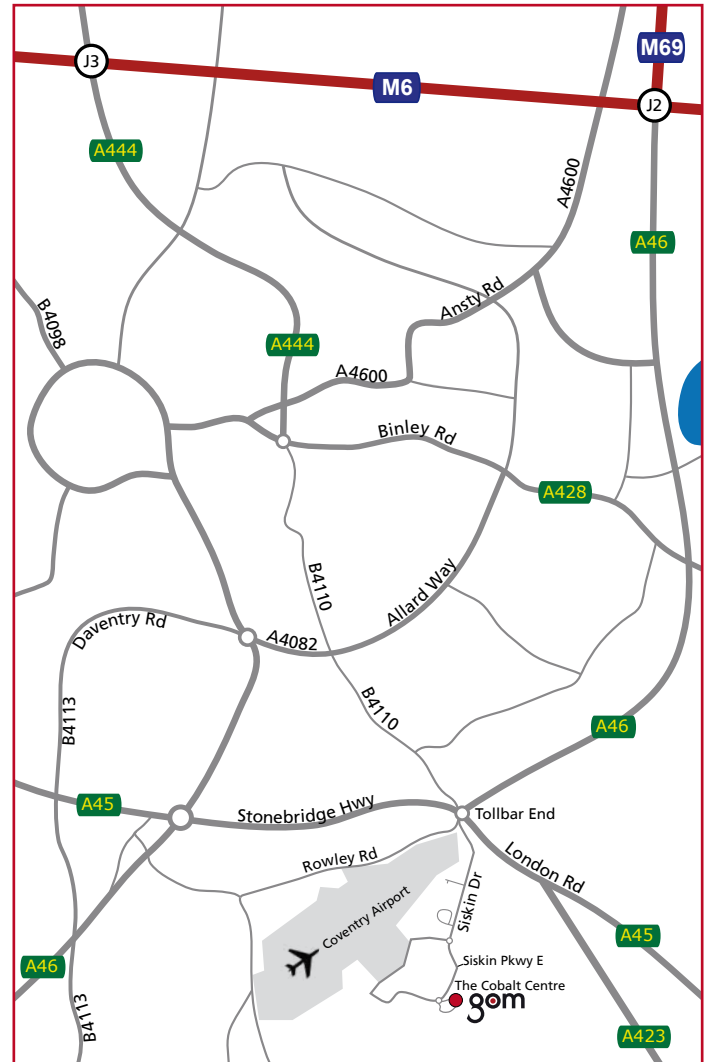 M69
J3
M6
J2
A444
A4600
A46
Ansty Rd
B4098
A444
A4600
Binley Rd
A428
B4110
Allard Way
Daventry Rd
A4082
B4113
B4110
A46
A45
Stonebridge Hwy
Tollbar End
Rowley Rd
London Rd
Siskin Dr
Coventry Airport
A45
A46
Siskin Pkwy E
The Cobalt Centre
gom
B4113
A423